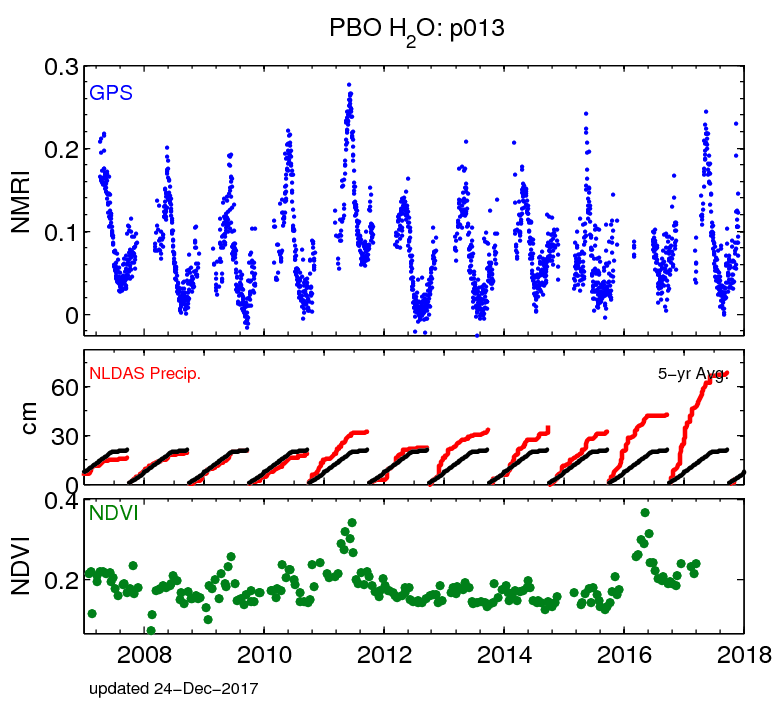 PBO H₂O: p013
0.3
GPS
0.2
NMRI
0.1
0
NLDAS Precip.
5−yr Avg.
60
cm
30
0
0.4
NDVI
NDVI
0.2
2008 2010 2012 2014 2016 2018
updated 24−Dec−2017